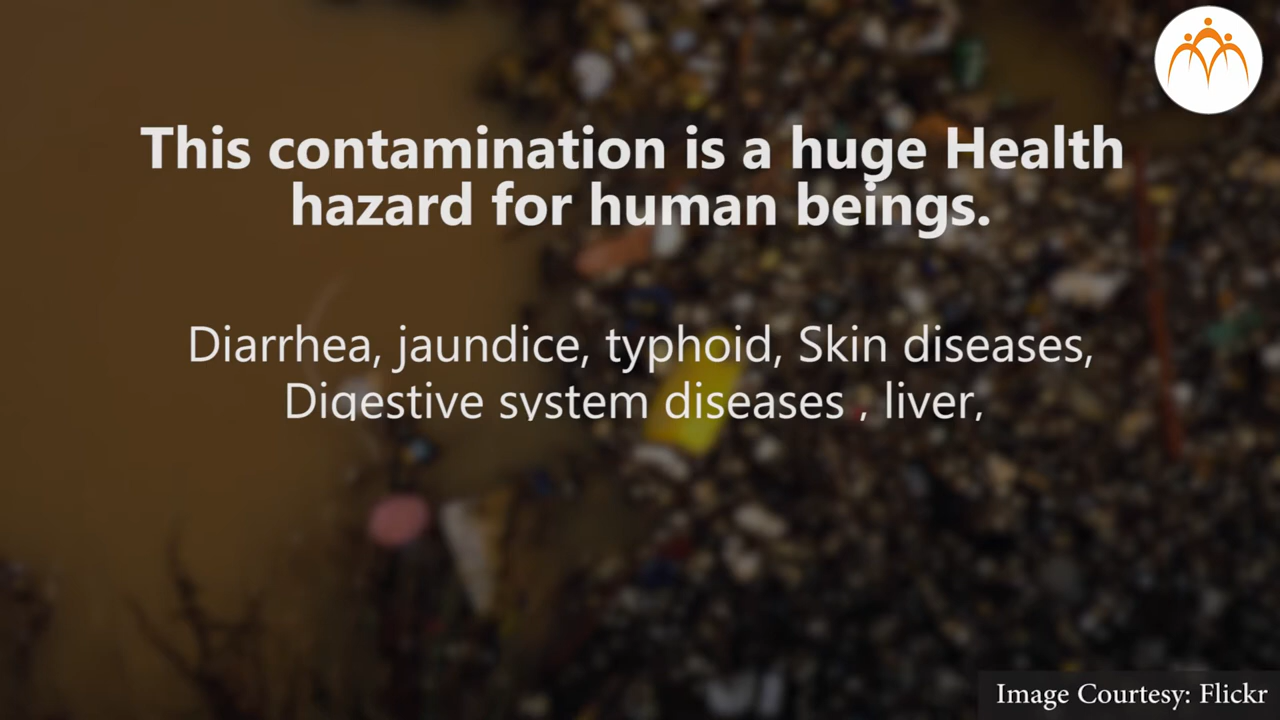 This contamination is a huge Health
hazard for human beings.
Diarrhea, jaundice, typhoid, Skin diseases,
Digestive system diseases , liver,
Image Courtesy: Flickr